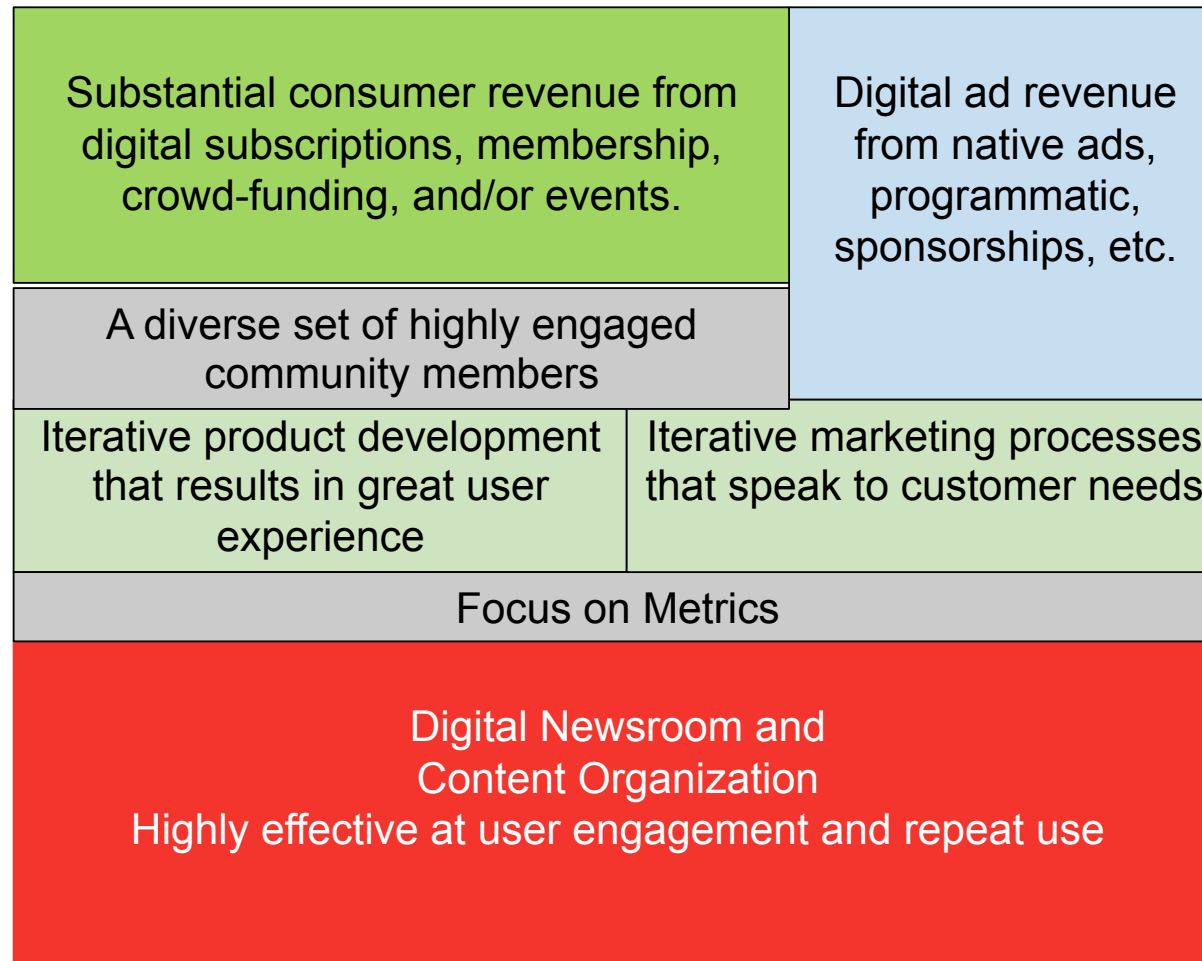 Substantial consumer revenue from
digital subscriptions, membership,
crowd-funding, and/or events.
Digital ad revenue
from native ads,
programmatic,
sponsorships, etc.
A diverse set of highly engaged
community members
Iterative product development
that results in great user
experience
Iterative marketing processes
that speak to customer needs
Focus on Metrics
Digital Newsroom and
Content Organization
Highly effective at user engagement and repeat use